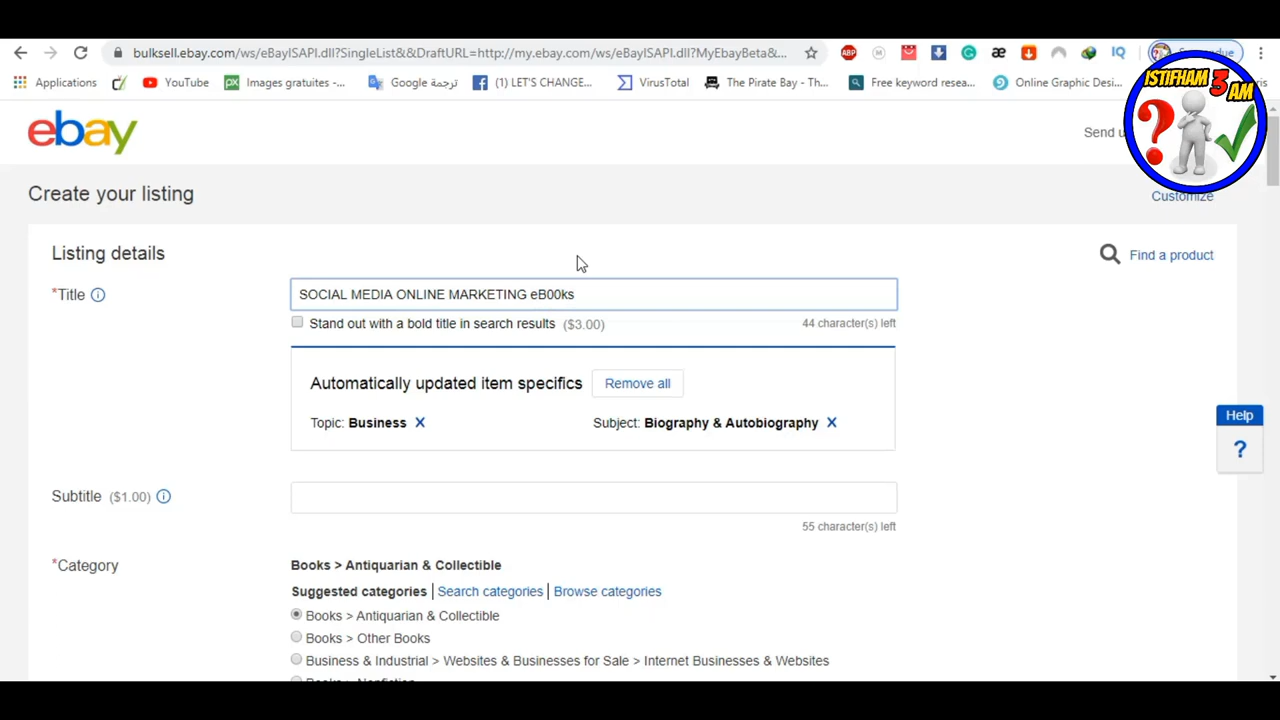 bulksell.ebay.com/ws/eBayISAPI.dll?SingleList&&DraftURL=http://my.ebay.com/ws/eBayISAPI.dll?MyEbayBeta&...
ABP
M
G
æ
IQ
Applications
YouTube
px
Images gratuites -...
Google ترجمة
(1) LET'S CHANGE...
VirusTotal
The Pirate Bay - Th...
Free keyword resea...
Online Graphic Desi...
ISTIFHAM 3 AM
ebay
Send
Create your listing
Customize
Listing details
Find a product
*Title
SOCIAL MEDIA ONLINE MARKETING eB00ks
Stand out with a bold title in search results ($3.00)
44 character(s) left
Automatically updated item specifics
Remove all
Topic: Business X
Subject: Biography & Autobiography X
Help
?
Subtitle ($1.00)
55 character(s) left
*Category
Books > Antiquarian & Collectible
Suggested categories | Search categories | Browse categories
Books > Antiquarian & Collectible
Books > Other Books
Business & Industrial > Websites & Businesses for Sale > Internet Businesses & Websites